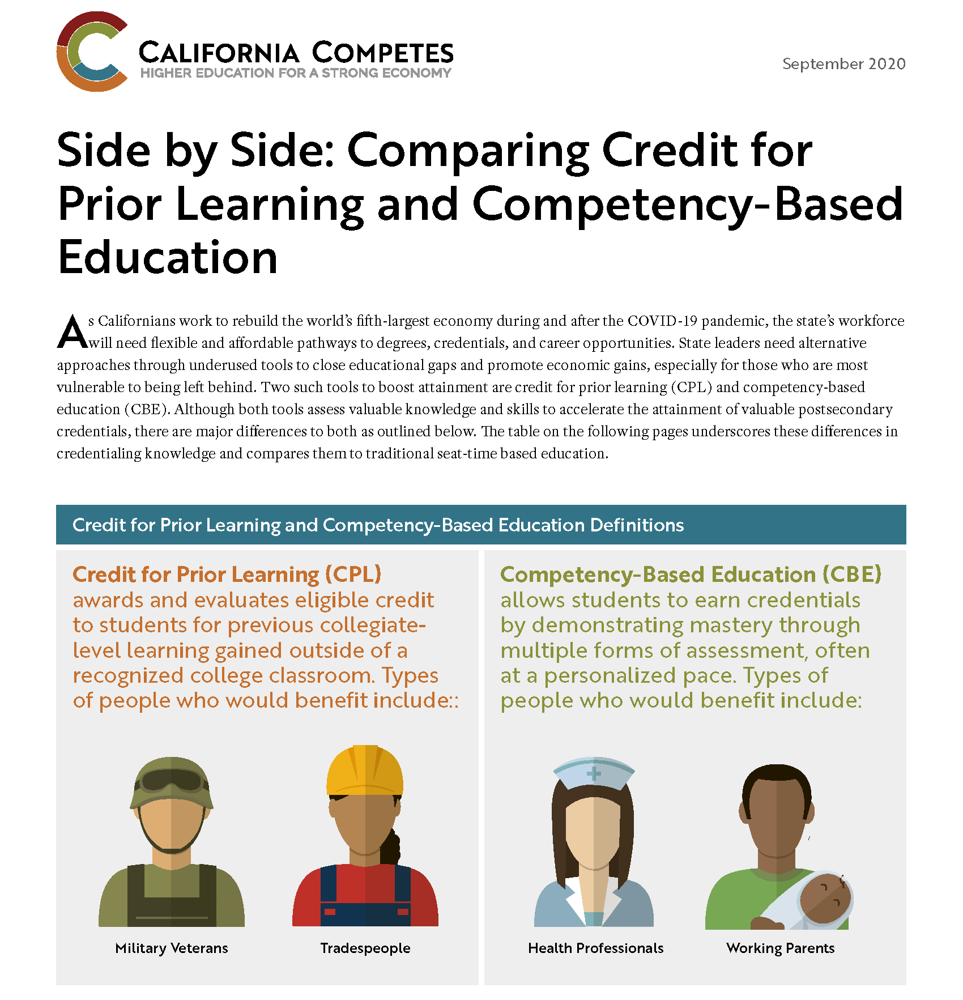 CALIFORNIA COMPETES
HIGHER EDUCATION FOR A STRONG ECONOMY
September 2020
Side by Side: Comparing Credit for
Prior Learning and Competency-Based
Education
As Californians work to rebuild the world’s fifth-largest economy during and after the COVID-19 pandemic, the state’s workforce
will need flexible and affordable pathways to degrees, credentials, and career opportunities. State leaders need alternative
approaches through underused tools to close educational gaps and promote economic gains, especially for those who are most
vulnerable to being left behind. Two such tools to boost attainment are credit for prior learning (CPL) and competency-based
education (CBE). Although both tools assess valuable knowledge and skills to accelerate the attainment of valuable postsecondary
credentials, there are major differences to both as outlined below. The table on the following pages underscores these differences in
credentialing knowledge and compares them to traditional seat-time based education.
Credit for Prior Learning and Competency-Based Education Definitions
Credit for Prior Learning (CPL)
awards and evaluates eligible credit
to students for previous collegiate-
level learning gained outside of a
recognized college classroom. Types
of people who would benefit include::
Military Veterans
Tradespeople
Competency-Based Education (CBE)
allows students to earn credentials
by demonstrating mastery through
multiple forms of assessment, often
at a personalized pace. Types of
people who would benefit include:
Health Professionals
Working Parents